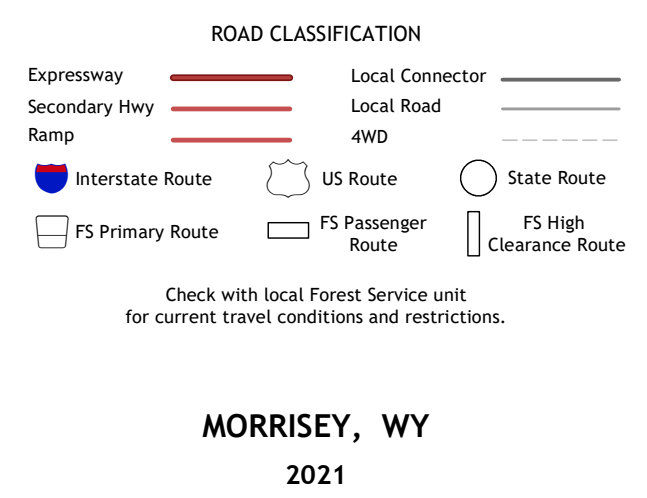 ROAD CLASSIFICATION
Expressway
Local Connector
Secondary Hwy
Local Road
Ramp
4WD
Interstate Route
US Route
State Route
FS Primary Route
FS Passenger
Route
FS High
Clearance Route
Check with local Forest Service unit
for current travel conditions and restrictions.
MORRISEY, WY
2021